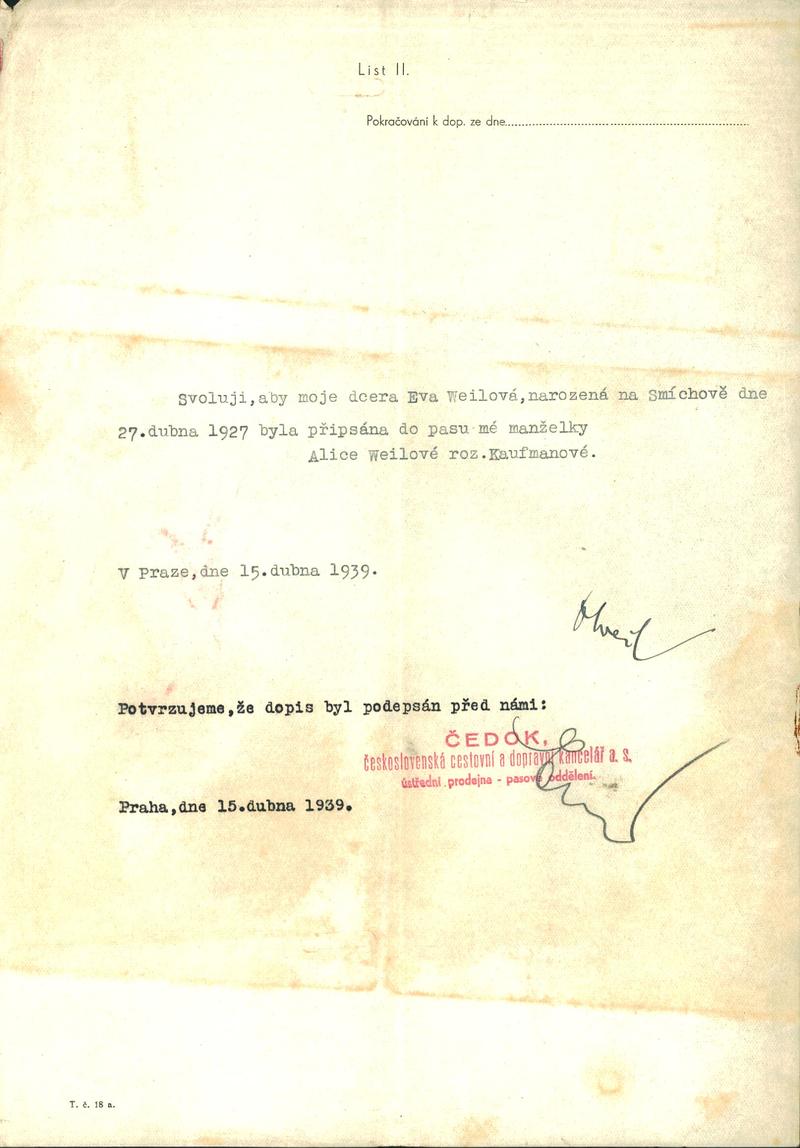 List II.
Pokračování k dop. ze dne
Svoluji,aby moje dcera Eva Weilová,narozená na Smíchově dne
27.dubna 1927 byla připsána do pasu mé manželky
Alice Weilové roz.Kaufmanové.
V Praze,dne 15.dubna 1939.
Potvrzujeme,že dopis byl podepsán před námi:
ČEDOK,
československá cestovní a dopravní kancelář a. s.
ústřední prodejna - pasové oddělení.
Praha,dne 15.dubna 1939.
T. č. 18 a.